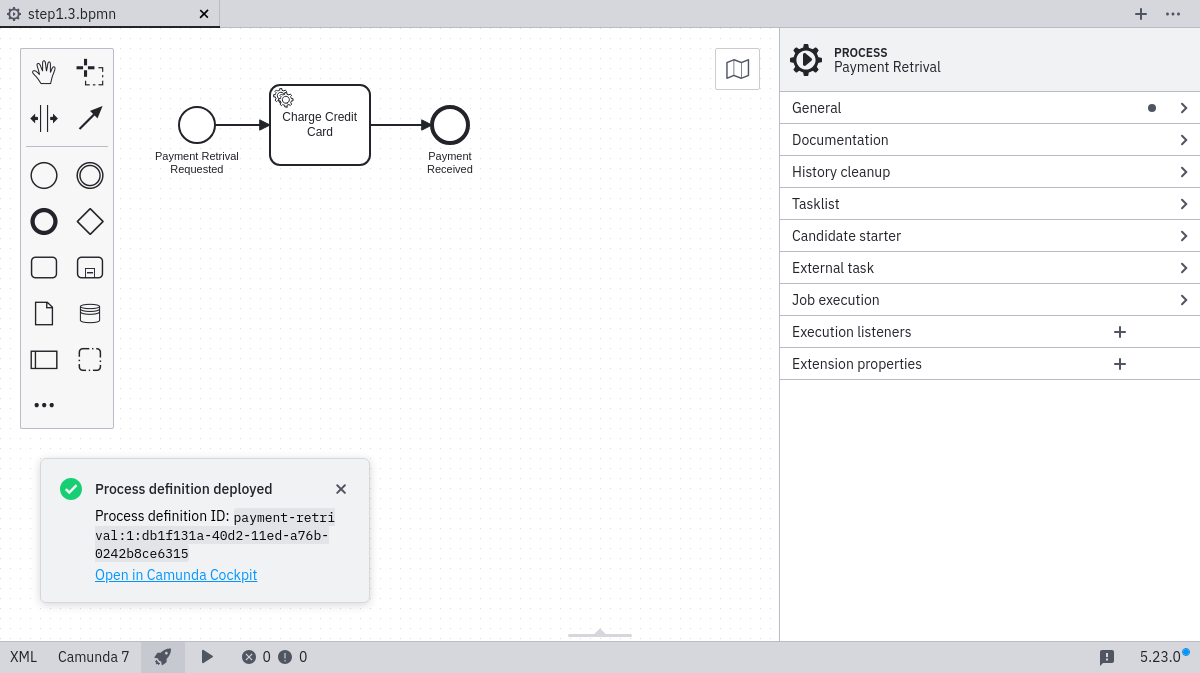 step1.3.bpmn
PROCESS
Payment Retrival
Charge Credit
Card
Payment Retrival
Requested
Payment
Received
General
Documentation
History cleanup
Tasklist
Candidate starter
External task
Job execution
Execution listeners
Extension properties
Process definition deployed
Process definition ID: payment-retri
val:1:db1f131a-40d2-11ed-a76b-
0242b8ce6315
Open in Camunda Cockpit
XML Camunda 7 0 0 5.23.0